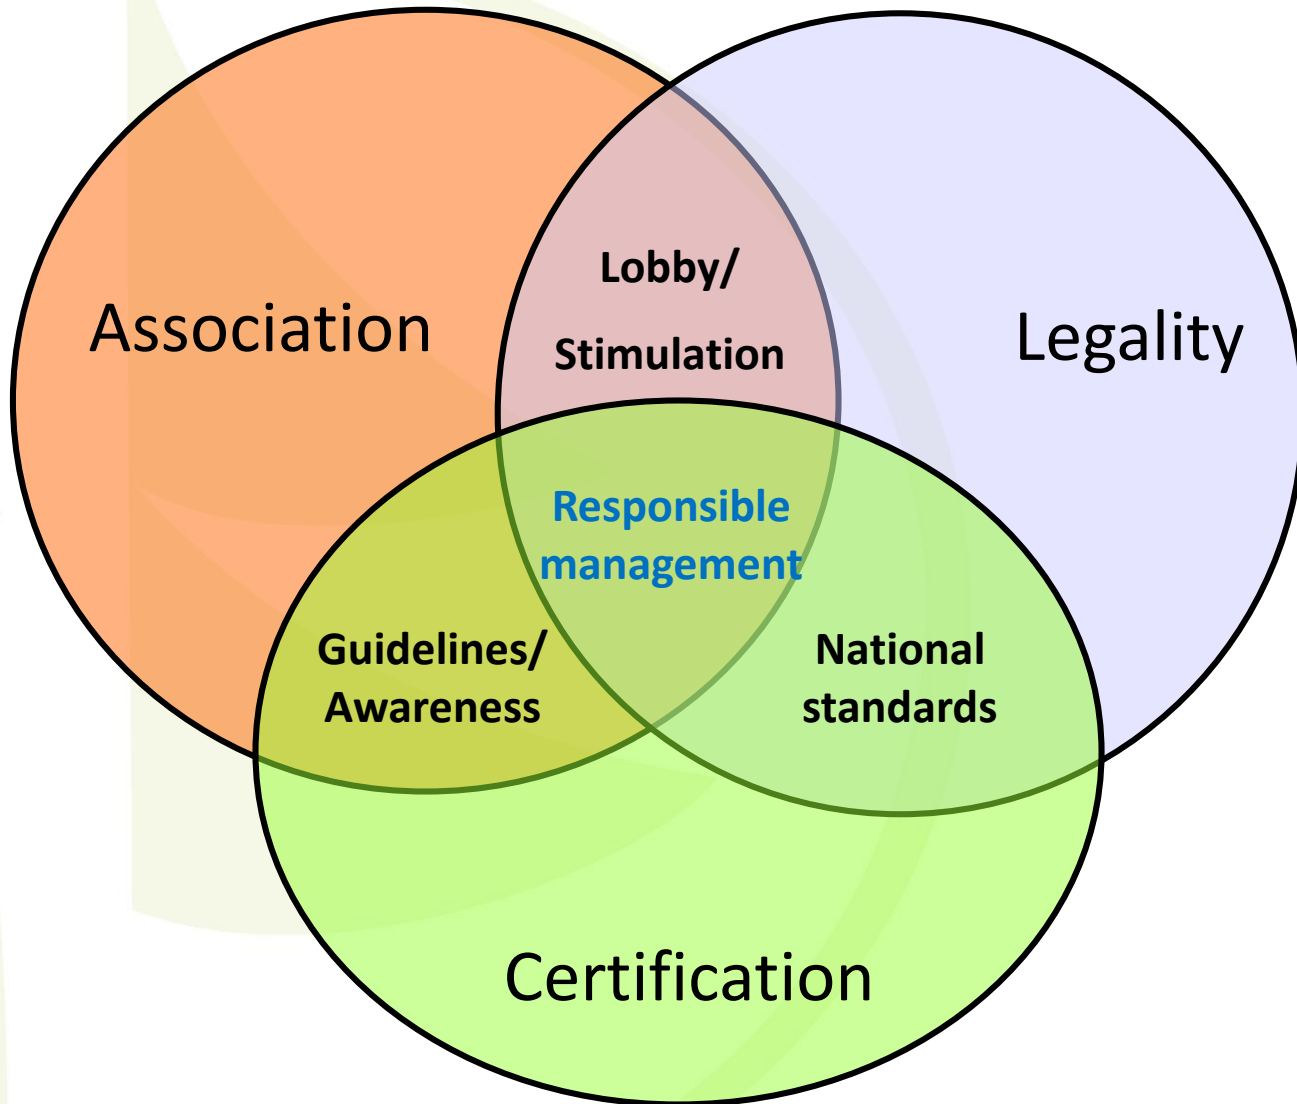 Lobby/
Stimulation
Association
Legality
Responsible
management
Guidelines/
Awareness
National
standards
Certification